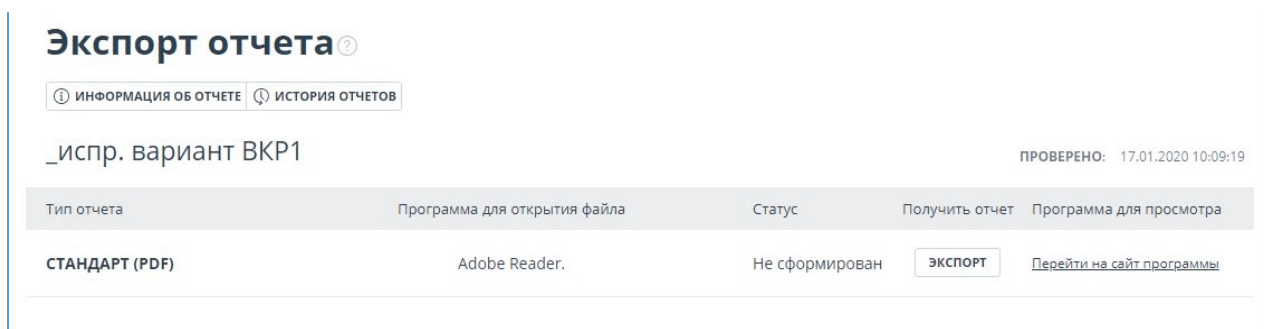 Экспорт отчета ?
ИНФОРМАЦИЯ ОБ ОТЧЕТЕ ИСТОРИЯ ОТЧЕТОВ
_испр. вариант ВКР1 ПРОВЕРЕНО: 17.01.2020 10:09:19
Тип отчета Программа для открытия файла Статус Получить отчет Программа для просмотра
СТАНДАРТ (PDF) Adobe Reader. Не сформирован ЭКСПОРТ Перейти на сайт программы